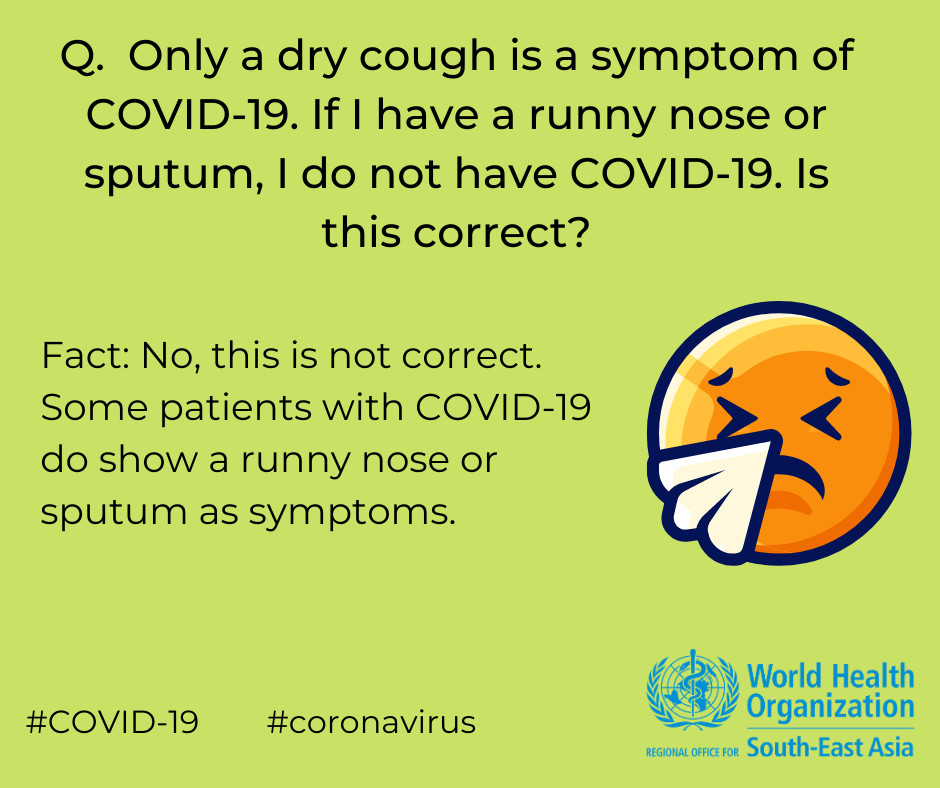 Q.  Only a dry cough is a symptom of
COVID-19. If I have a runny nose or
sputum, I do not have COVID-19. Is
this correct?
Fact: No, this is not correct.
Some patients with COVID-19
do show a runny nose or
sputum as symptoms.
#COVID-19 #coronavirus
World Health
Organization
REGIONAL OFFICE FOR South-East Asia